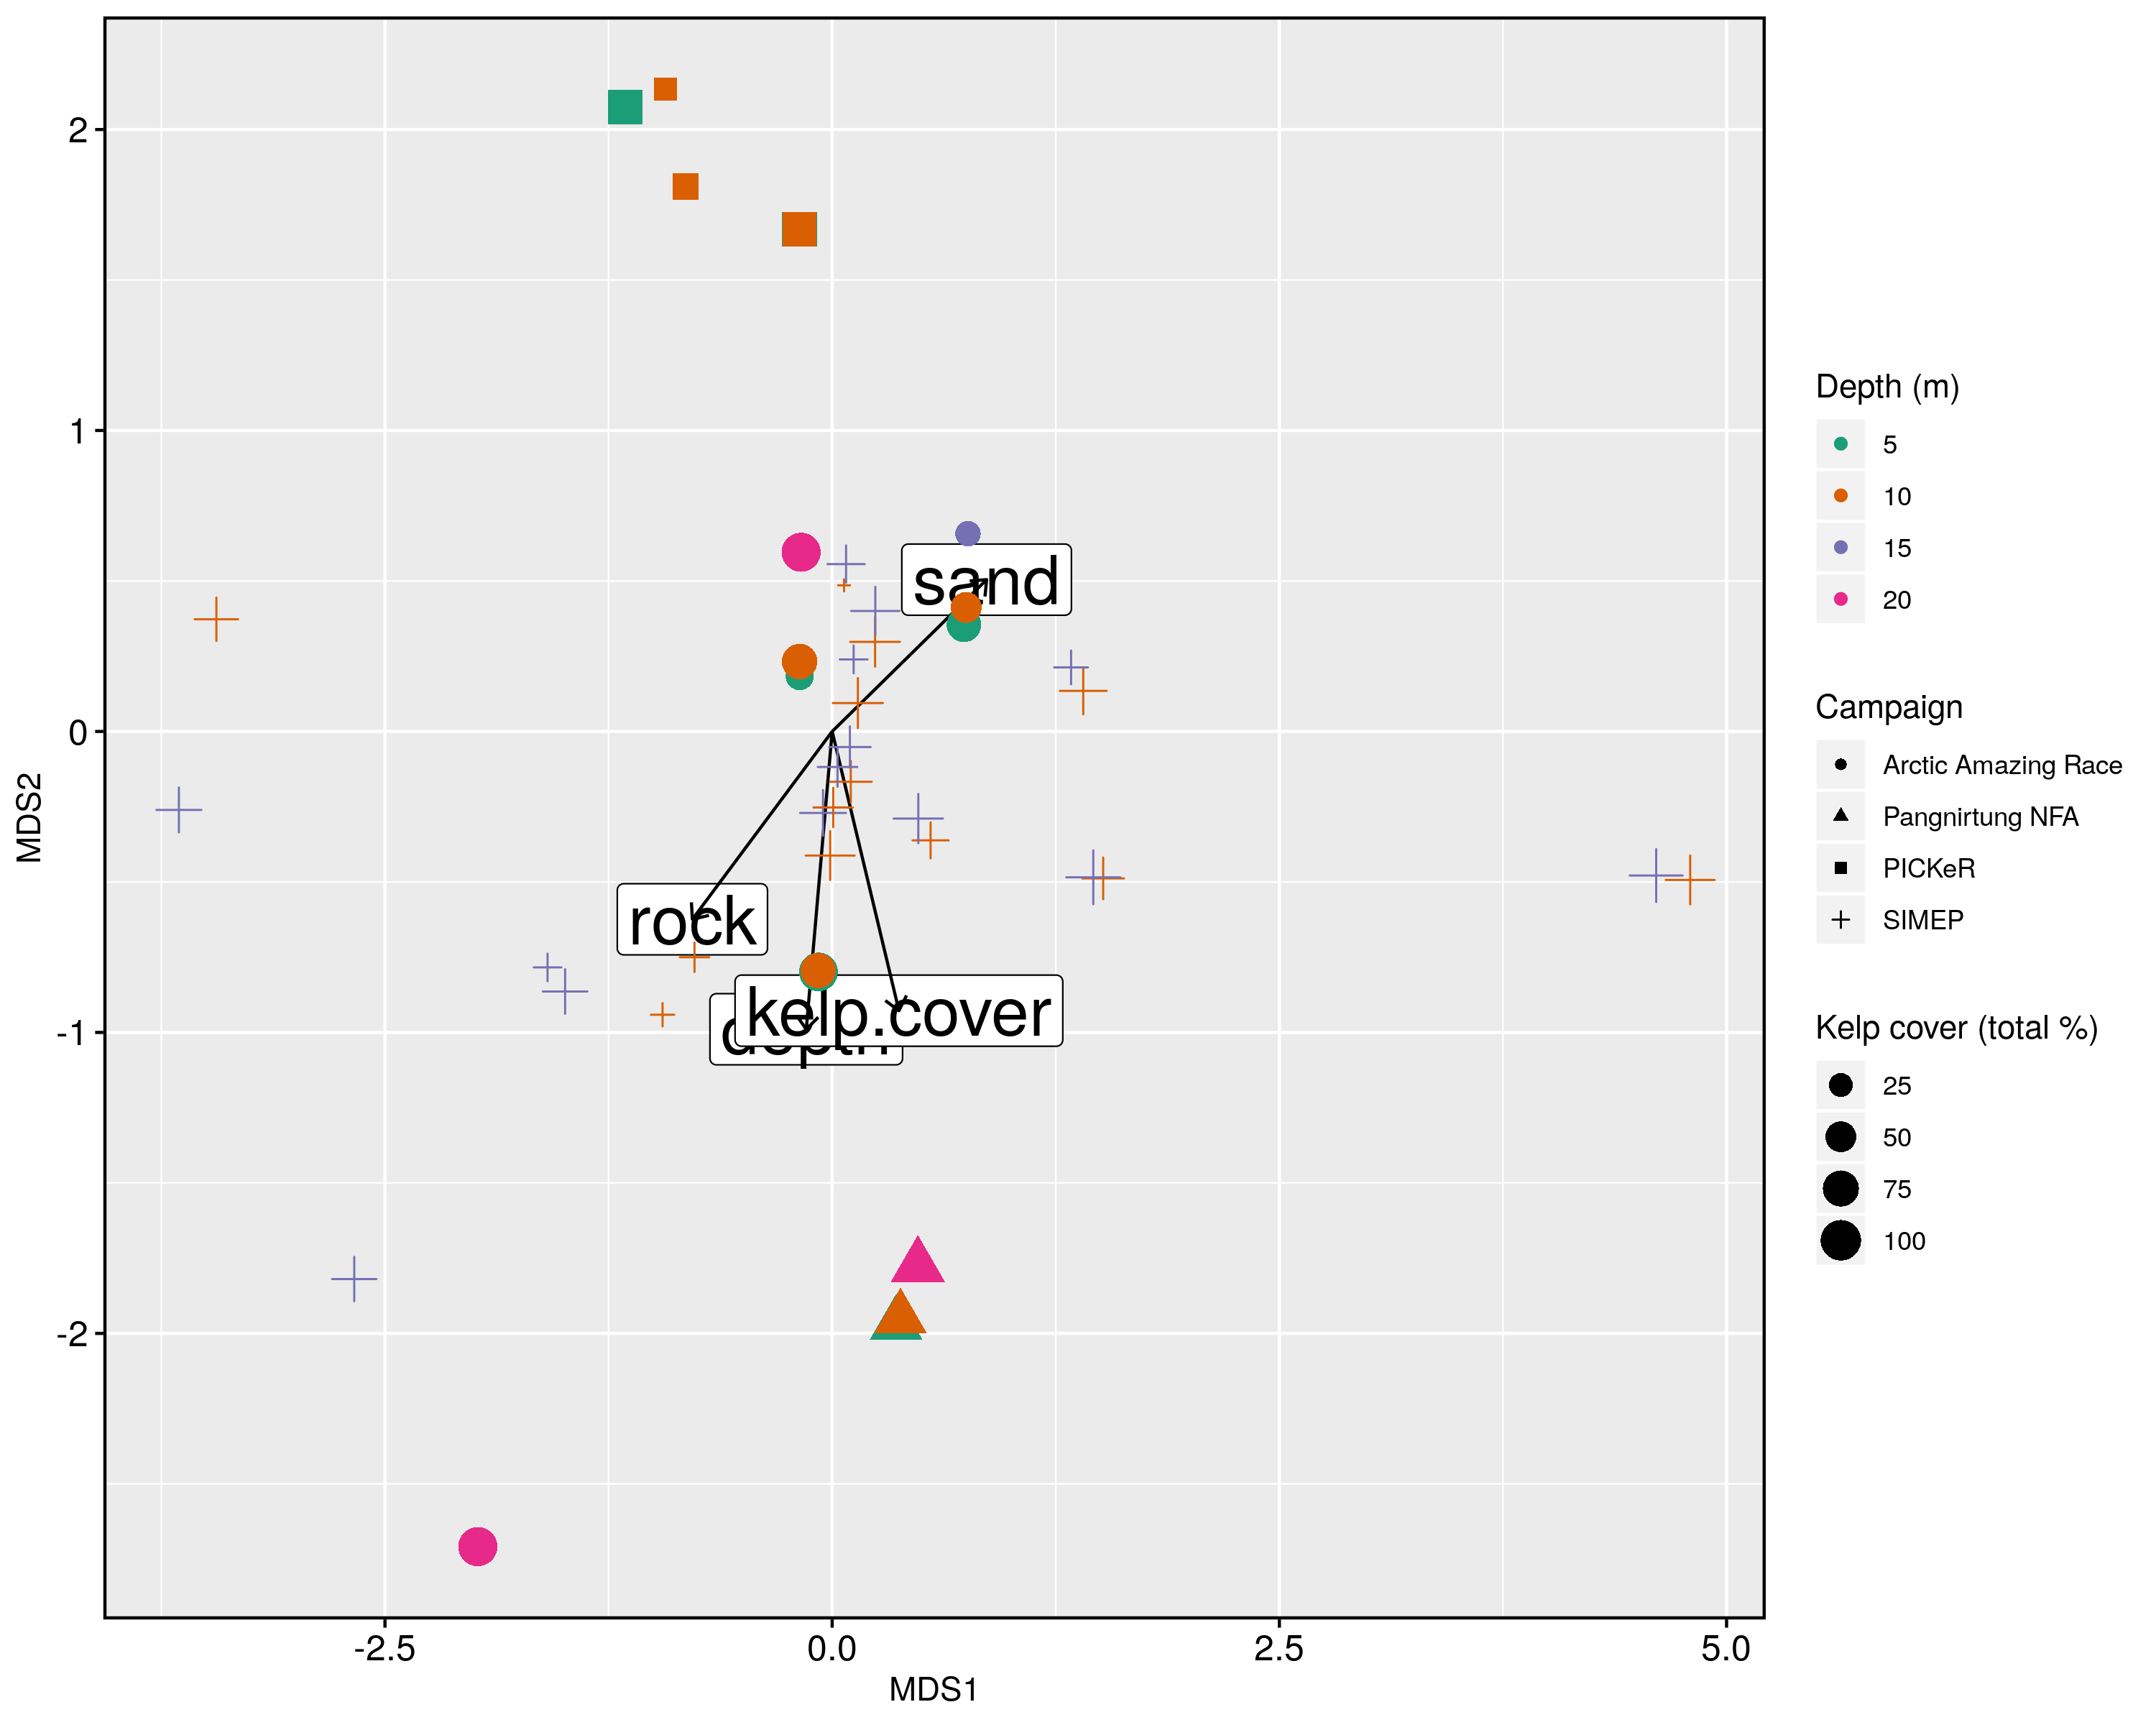 2
1
0
-1
-2
MDS2
sand
rock
kelp.cover
depth
-2.5
0.0
2.5
5.0
MDS1
Depth (m)
5
10
15
20
Campaign
Arctic Amazing Race
Pangnirtung NFA
PICKeR
SIMEP
Kelp cover (total %)
25
50
75
100